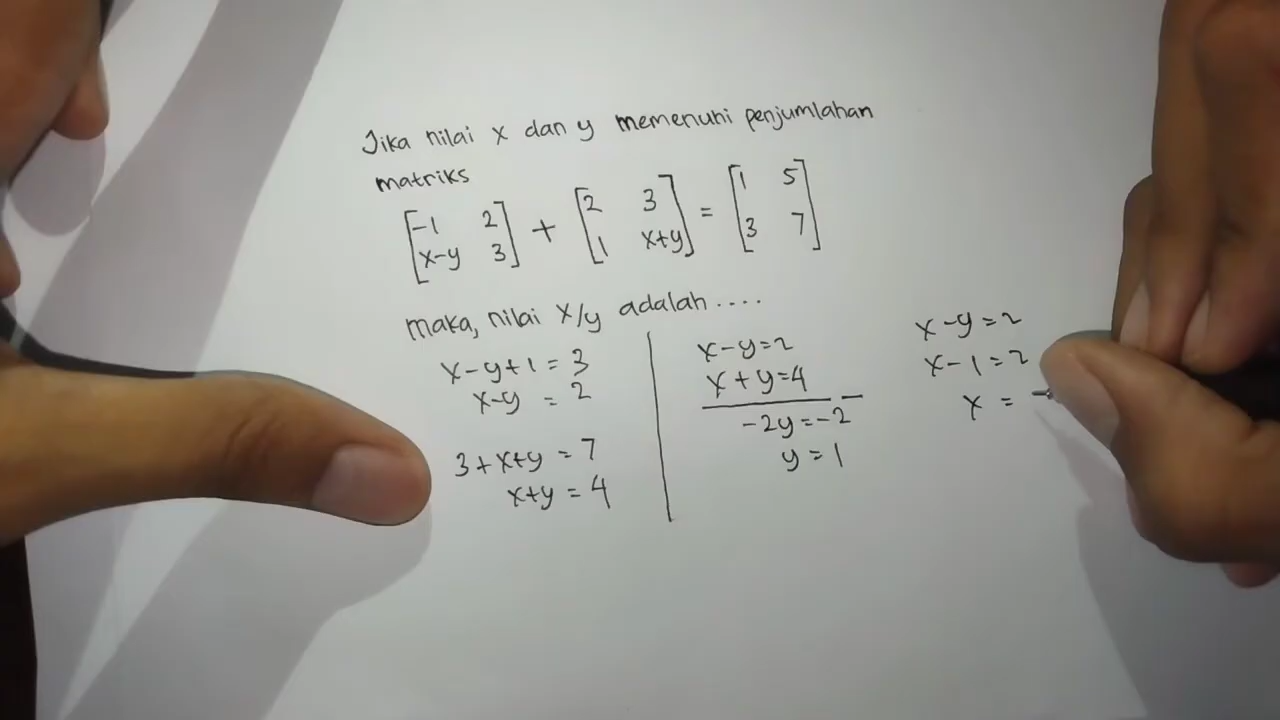 Jika nilai x dan y memenuhi penjumlahan
matriks
[-1 2] + [2 3] = [1 5]
[x-y 3] [1 x+y] [3 7]
maka, nilai x/y adalah ....
x-y+1 = 3
x-y = 2
3+x+y = 7
x+y = 4
x-y=2
x+y=4
-2y=-2
y=1
x-y=2
x-1=2
x =